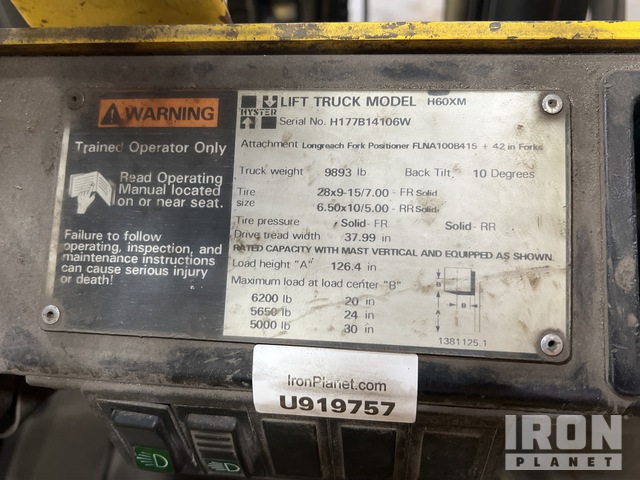 WARNING
Trained Operator Only
Read Operating
Manual located
on or near seat.
Failure to follow
operating, inspection, and
maintenance instructions
can cause serious injury
or death!
HYSTER
LIFT TRUCK MODEL H60XM
Serial No. H177B14106W
Attachment Longreach Fork Positioner FLNA100B415 + 42 in Forks
Truck weight 9893 lb Back Tilt 10 Degrees
Tire 28x9-15/7.00 - FR Solid
size 6.50x10/5.00 - RR Solid
Tire pressure Solid - FR Solid - RR
Drive tread width 37.99 in
RATED CAPACITY WITH MAST VERTICAL AND EQUIPPED AS SHOWN
Load height "A" 126.4 in
Maximum load at load center "B"
6200 lb 20 in
5650 lb 24 in
5000 lb 30 in
B
B
A
1381125.1
IronPlanet.com
U919757
IRON
PLANET